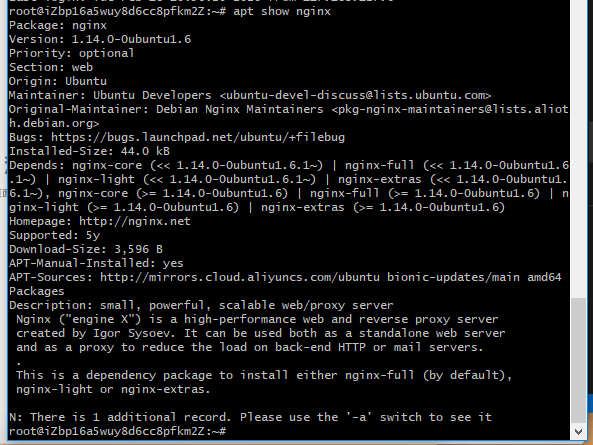 root@iZbp16a5wuy8d6cc8pfkm2Z:~# apt show nginx
Package: nginx
Version: 1.14.0-0ubuntu1.6
Priority: optional
Section: web
Origin: Ubuntu
Maintainer: Ubuntu Developers <ubuntu-devel-discuss@lists.ubuntu.com>
Original-Maintainer: Debian Nginx Maintainers <pkg-nginx-maintainers@lists.aliot
h.debian.org>
Bugs: https://bugs.launchpad.net/ubuntu/+filebug
Installed-Size: 44.0 kB
Depends: nginx-core (<< 1.14.0-0ubuntu1.6.1~) | nginx-full (<< 1.14.0-0ubuntu1.6
.1~) | nginx-light (<< 1.14.0-0ubuntu1.6.1~) | nginx-extras (<< 1.14.0-0ubuntu1.
6.1~), nginx-core (>= 1.14.0-0ubuntu1.6) | nginx-full (>= 1.14.0-0ubuntu1.6) | n
ginx-light (>= 1.14.0-0ubuntu1.6) | nginx-extras (>= 1.14.0-0ubuntu1.6)
Homepage: http://nginx.net
Supported: 5y
Download-Size: 3,596 B
APT-Manual-Installed: yes
APT-Sources: http://mirrors.cloud.aliyuncs.com/ubuntu bionic-updates/main amd64
Packages
Description: small, powerful, scalable web/proxy server
 Nginx ("engine X") is a high-performance web and reverse proxy server
 created by Igor Sysoev. It can be used both as a standalone web server
 and as a proxy to reduce the load on back-end HTTP or mail servers.
 .
 This is a dependency package to install either nginx-full (by default),
 nginx-light or nginx-extras.

N: There is 1 additional record. Please use the '-a' switch to see it
root@iZbp16a5wuy8d6cc8pfkm2Z:~#